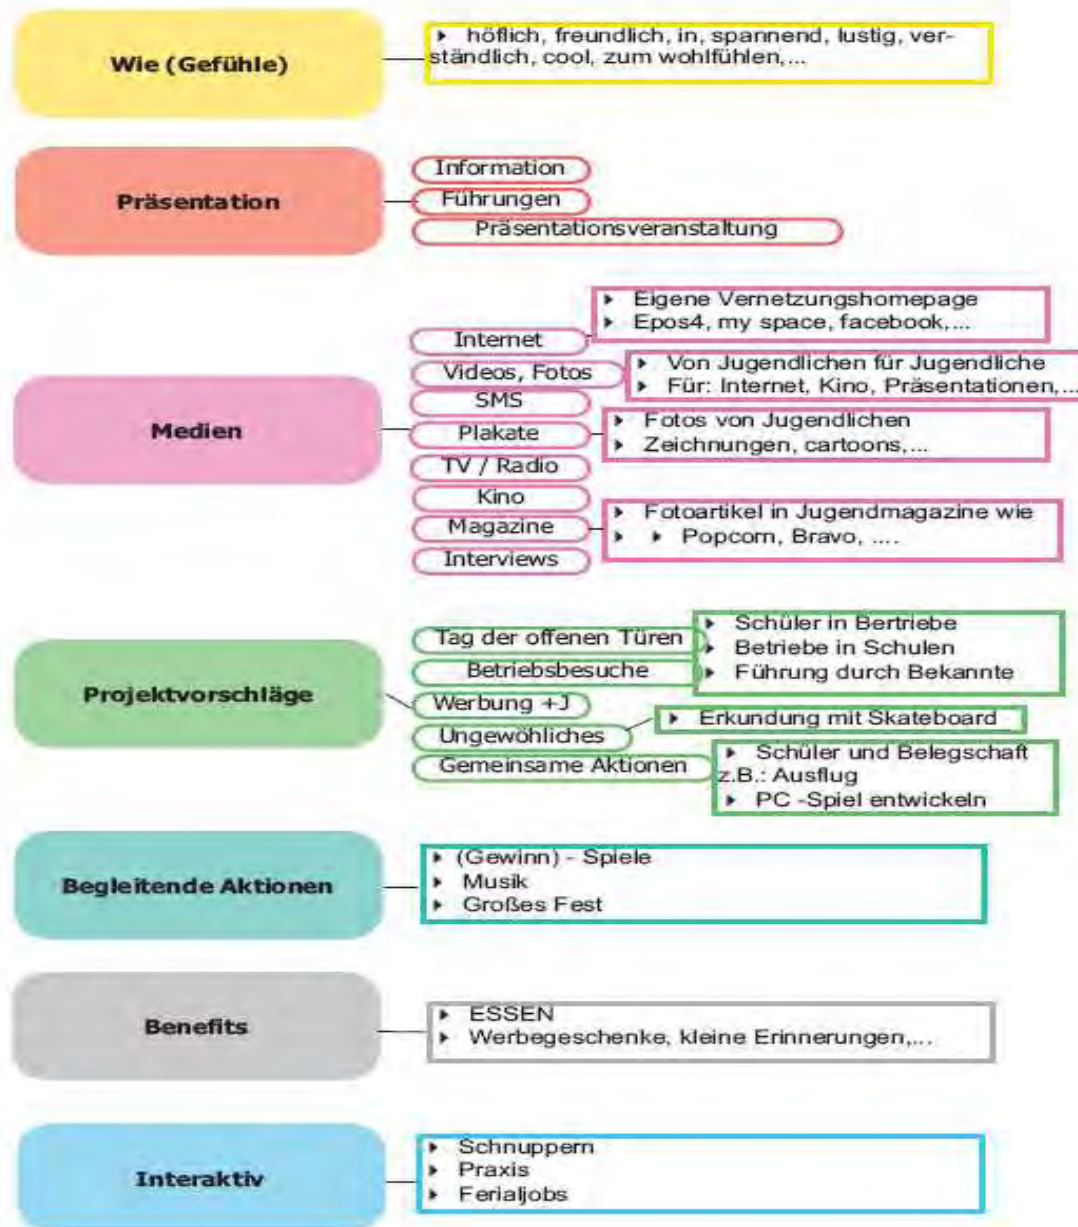 Wie (Gefühle)
▸ höflich, freundlich, in, spannend, lustig, ver-
ständlich, cool, zum wohlfühlen,...
Präsentation
Information
Führungen
Präsentationsveranstaltung
Medien
Internet
▸ Eigene Vernetzungshomepage
▸ Epos4, my space, facebook,...
Videos, Fotos
▸ Von Jugendlichen für Jugendliche
▸ Für: Internet, Kino, Präsentationen,...
SMS
Plakate
▸ Fotos von Jugendlichen
▸ Zeichnungen, cartoons,...
TV / Radio
Kino
Magazine
▸ Fotoartikel in Jugendmagazine wie
▸ ▸ Popcorn, Bravo, ....
Interviews
Projektvorschläge
Tag der offenen Türen
Betriebsbesuche
▸ Schüler in Bertriebe
▸ Betriebe in Schulen
▸ Führung durch Bekannte
Werbung +J
Ungewöhliches
▸ Erkundung mit Skateboard
Gemeinsame Aktionen
▸ Schüler und Belegschaft
z.B.: Ausflug
▸ PC -Spiel entwickeln
Begleitende Aktionen
▸ (Gewinn) - Spiele
▸ Musik
▸ Großes Fest
Benefits
▸ ESSEN
▸ Werbegeschenke, kleine Erinnerungen,...
Interaktiv
▸ Schnuppern
▸ Praxis
▸ Ferialjobs